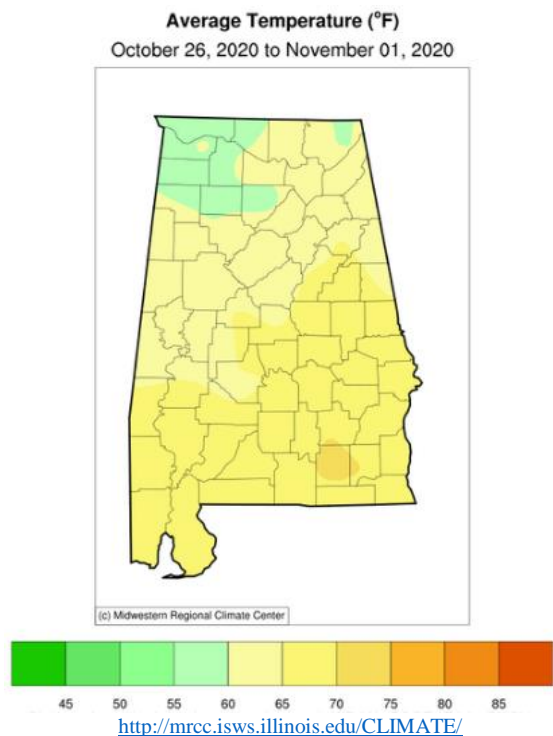 Average Temperature (°F)
October 26, 2020 to November 01, 2020
(c) Midwestern Regional Climate Center
45 50 55 60 65 70 75 80 85
http://mrcc.isws.illinois.edu/CLIMATE/